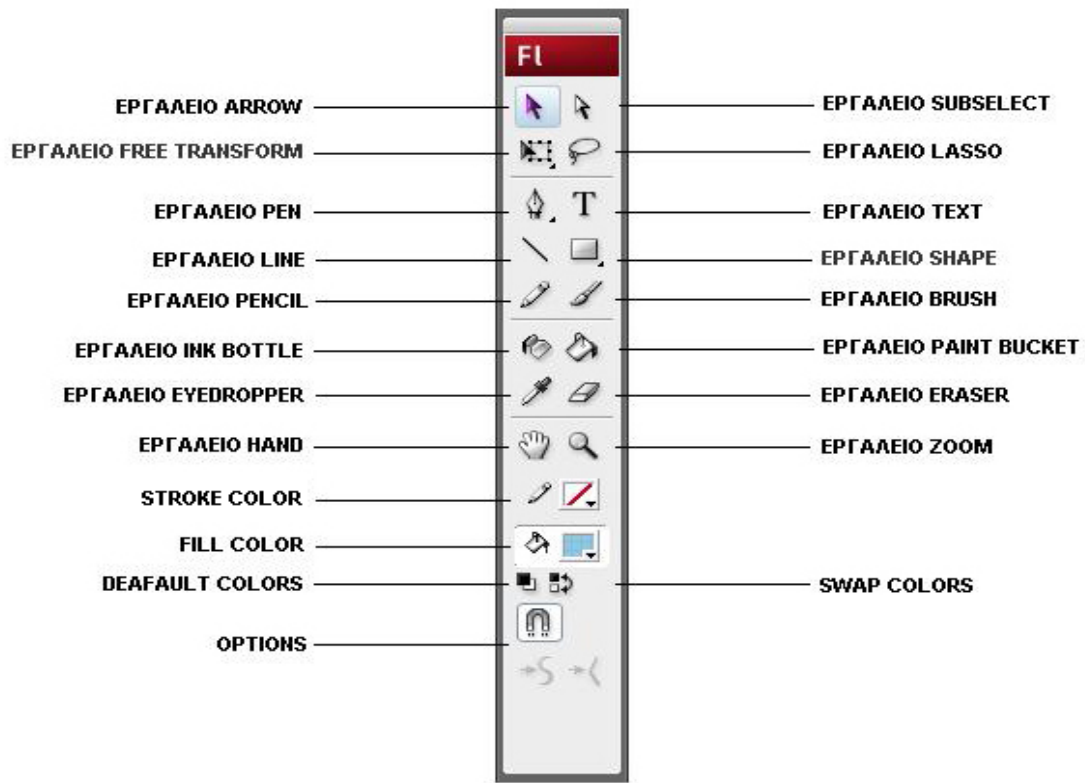 Fl
ΕΡΓΑΛΕΙΟ ARROW
ΕΡΓΑΛΕΙΟ SUBSELECT
ΕΡΓΑΛΕΙΟ FREE TRANSFORM
ΕΡΓΑΛΕΙΟ LASSO
ΕΡΓΑΛΕΙΟ PEN
ΕΡΓΑΛΕΙΟ TEXT
ΕΡΓΑΛΕΙΟ LINE
ΕΡΓΑΛΕΙΟ SHAPE
ΕΡΓΑΛΕΙΟ PENCIL
ΕΡΓΑΛΕΙΟ BRUSH
ΕΡΓΑΛΕΙΟ INK BOTTLE
ΕΡΓΑΛΕΙΟ PAINT BUCKET
ΕΡΓΑΛΕΙΟ EYEDROPPER
ΕΡΓΑΛΕΙΟ ERASER
ΕΡΓΑΛΕΙΟ HAND
ΕΡΓΑΛΕΙΟ ZOOM
STROKE COLOR
FILL COLOR
DEAFAULT COLORS
SWAP COLORS
OPTIONS